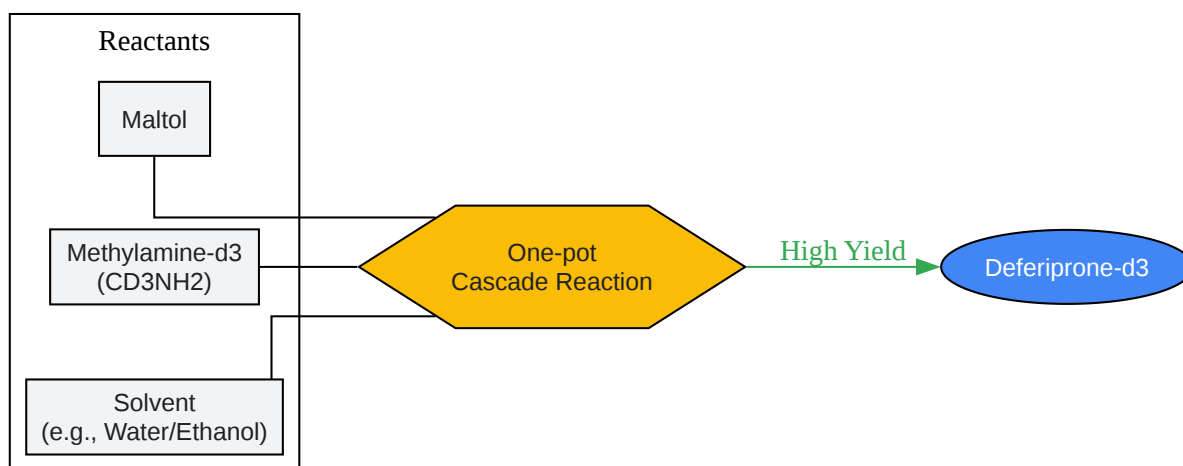 Reactants
Maltol
Methylamine-d3
(CD3NH2)
Solvent
(e.g., Water/Ethanol)
One-pot
Cascade Reaction
High Yield
Deferiprone-d3